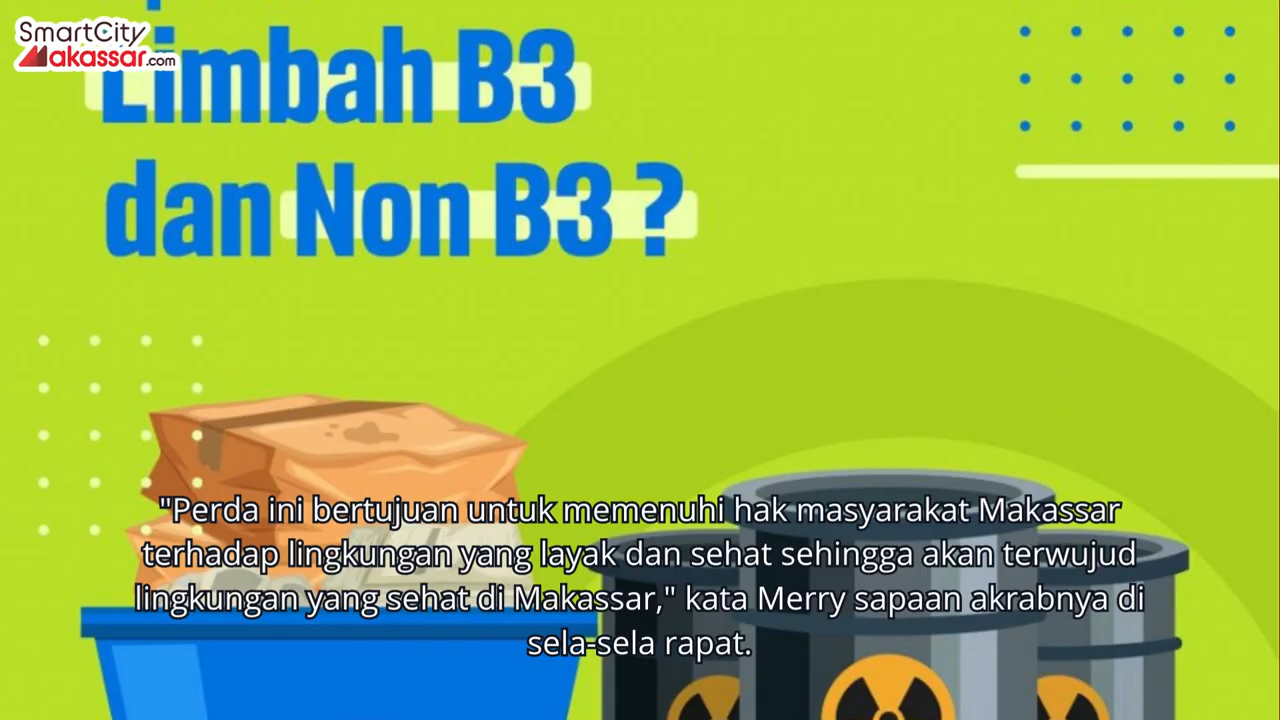 SmartCity
Makassar.com
Limbah B3
dan Non B3 ?
"Perda ini bertujuan untuk memenuhi hak masyarakat Makassar
terhadap lingkungan yang layak dan sehat sehingga akan terwujud
lingkungan yang sehat di Makassar," kata Merry sapaan akrabnya di
sela-sela rapat.